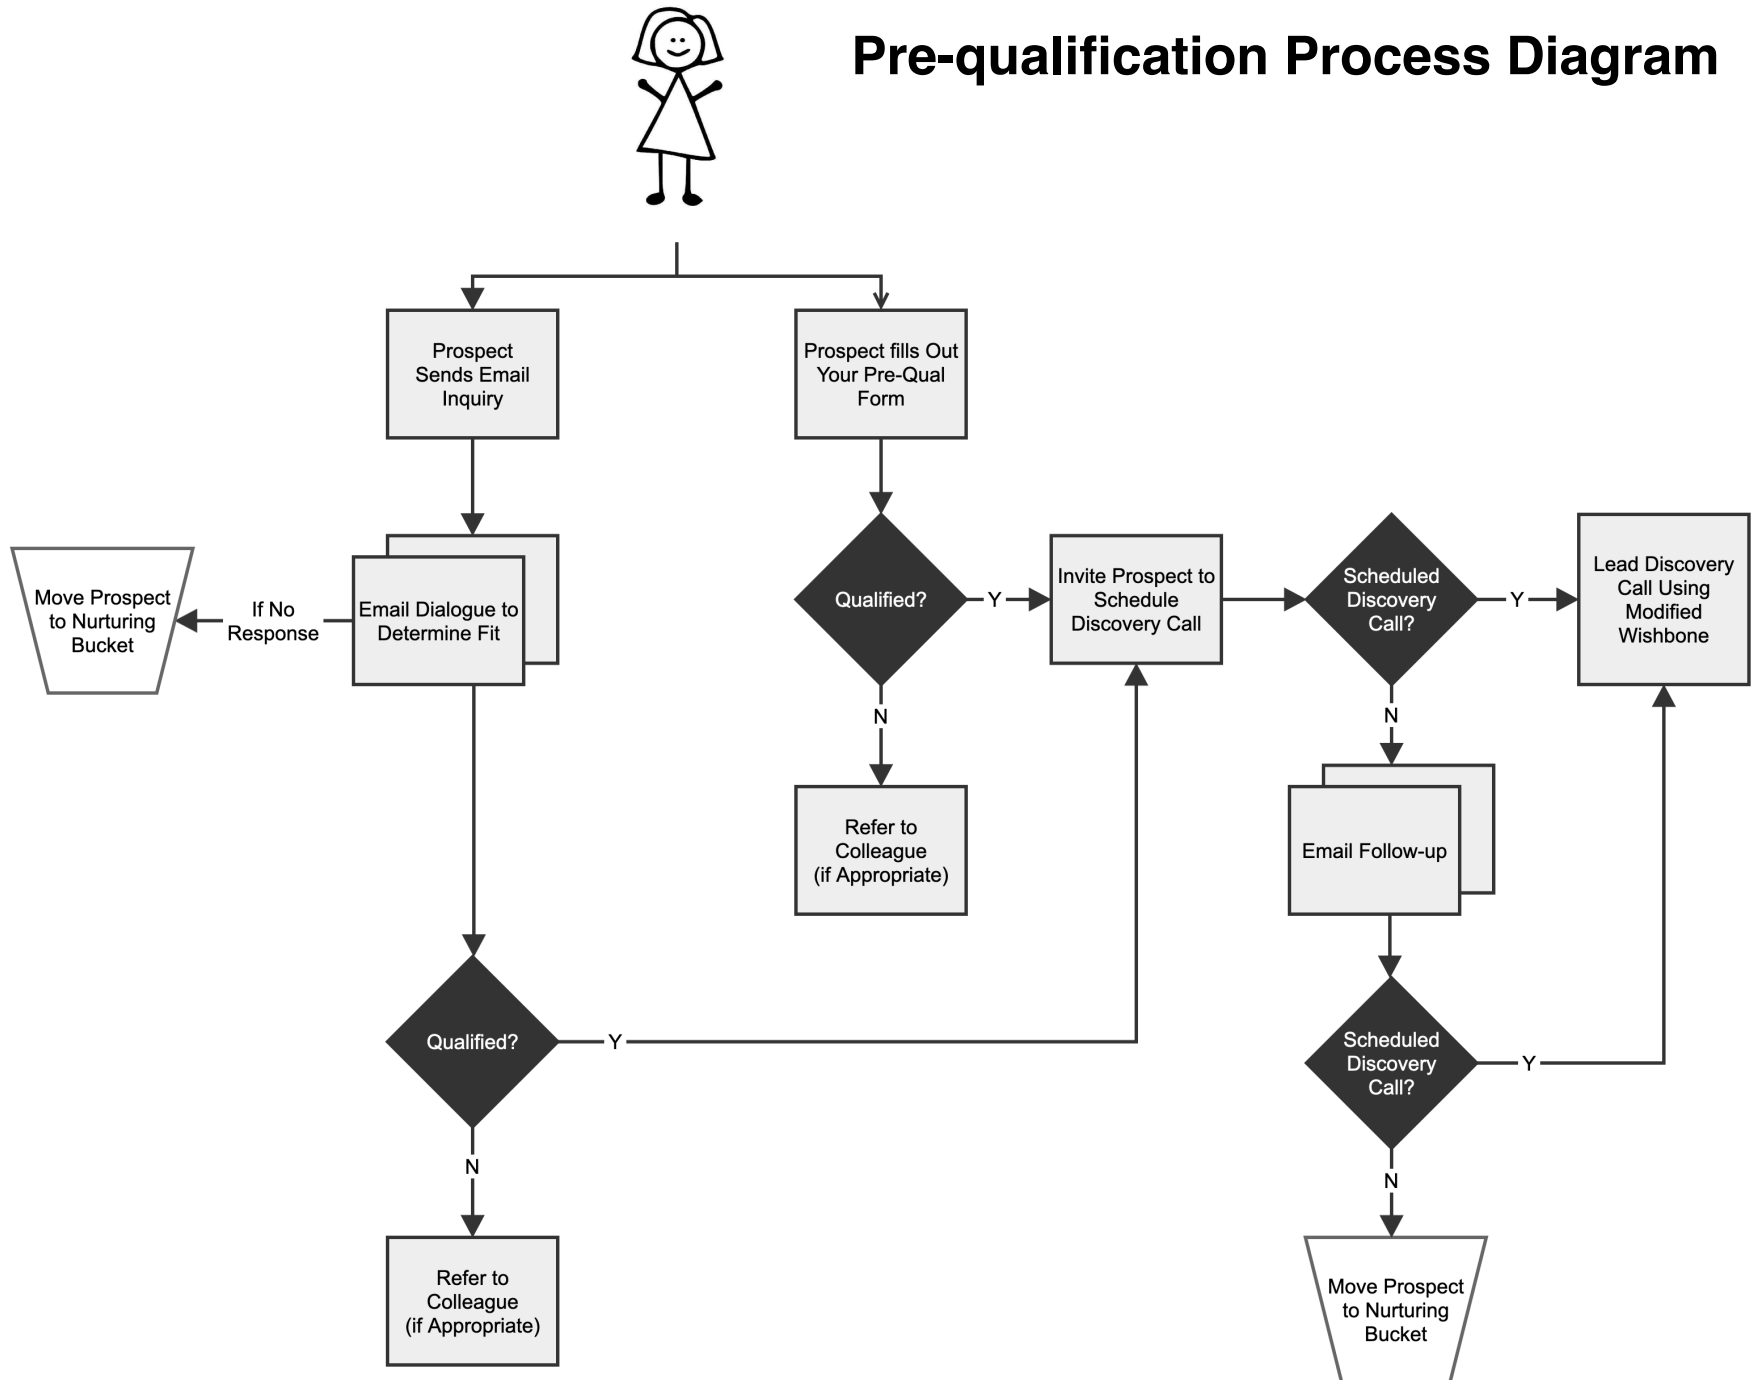 Pre-qualification Process Diagram
Prospect
Sends Email
Inquiry
Prospect fills Out
Your Pre-Qual
Form
Move Prospect
to Nurturing
Bucket
If No
Response
Email Dialogue to
Determine Fit
Qualified?
Y
Invite Prospect to
Schedule
Discovery Call
Scheduled
Discovery
Call?
Y
Lead Discovery
Call Using
Modified
Wishbone
N
N
Refer to
Colleague
(if Appropriate)
Email Follow-up
Qualified?
Y
Scheduled
Discovery
Call?
Y
N
N
Refer to
Colleague
(if Appropriate)
Move Prospect
to Nurturing
Bucket